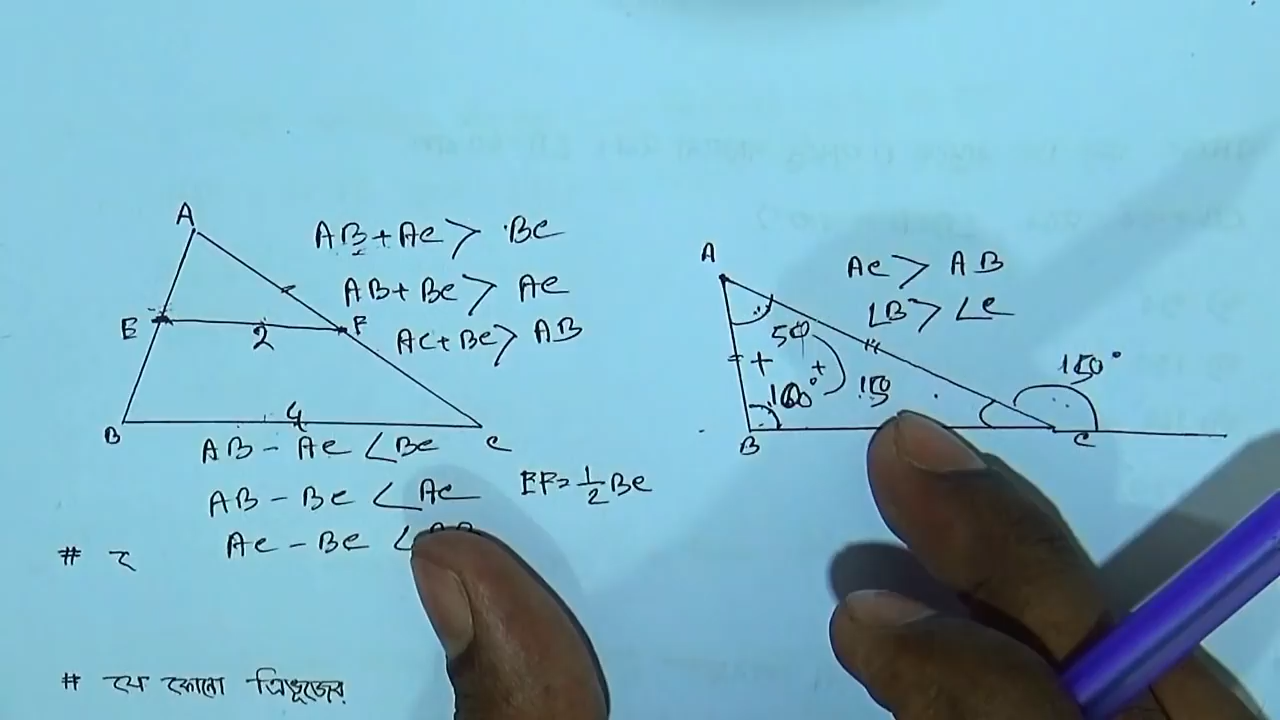 A
AB + AC > BC
AB + BC > AC
E
F
2
AC + BC > AB
4
B
C
AB - AC < BC
AB - BC < AC
EF = 1/2 BC
AC - BC <
#
# যে কোনো ত্রিভুজের
A
AC > AB
∠B > ∠C
50
+
+
100°
150
150°
B
C